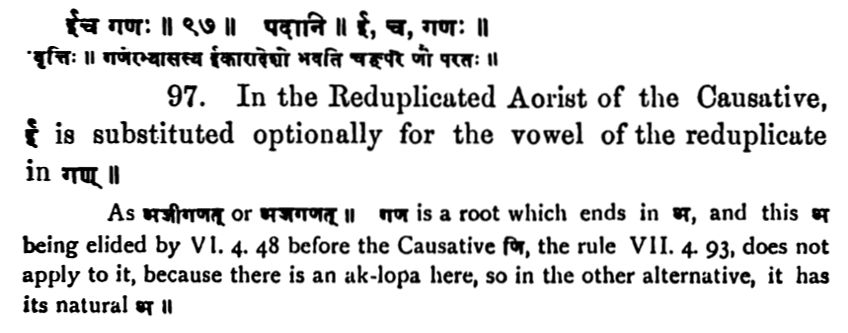 ई च गणः ॥ ९७ ॥ पदानि ॥ ई, च, गणः ॥
वृत्तिः ॥ गणेरभ्यासस्य ईकारादेशो भवति चङ्परे णौ परतः ॥
97. In the Reduplicated Aorist of the Causative,
ई is substituted optionally for the vowel of the reduplicate
in गण् ॥
As अजीगणत् or अजगणत् ॥ गण is a root which ends in अ, and this अ
being elided by VI. 4. 48 before the Causative णि, the rule VII. 4. 93, does not
apply to it, because there is an ak-lopa here, so in the other alternative, it has
its natural अ ॥